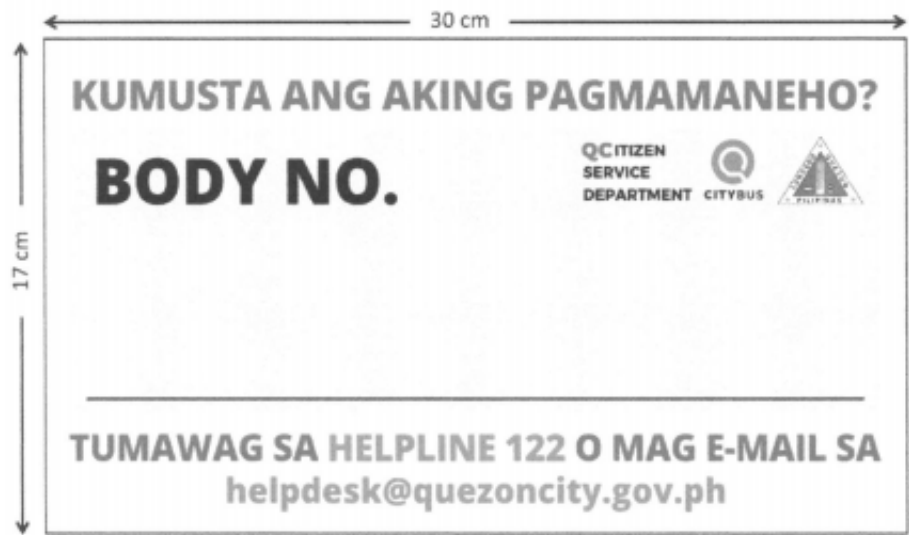 30 cm
17 cm
KUMUSTA ANG AKING PAGMAMANEHO?
BODY NO.
QCITIZEN
SERVICE
DEPARTMENT
CITYBUS
PILIPINAS
TUMAWAG SA HELPLINE 122 O MAG E-MAIL SA
helpdesk@quezoncity.gov.ph